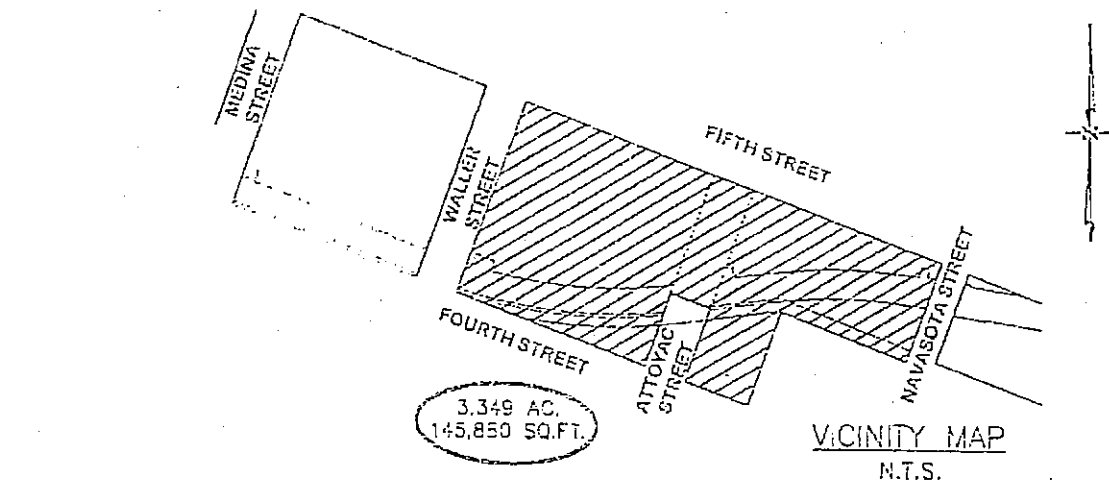 MEDINA
STREET
WALLER
STREET
FIFTH STREET
NAVASOTA STREET
FOURTH STREET
ATTOYAC
STREET
3.349 AC.
145,850 SQ.FT.
VICINITY MAP
N.T.S.
N